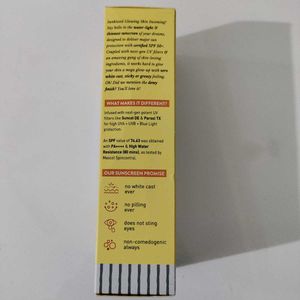 Sunkissed Glowing Skin Incoming!
Say hello to the water-light &
thinnest sunscreen of your dreams,
designed to deliver major sun
protection with certified SPF 50+.
Coupled with next-gen UV filters &
an amazing gang of skin-loving
ingredients, it works hard to give your
skin a mega glow-up with zero
white cast, sticky or greasy feeling.
Oh! Did we mention the dewy
finish? You'll love it!
WHAT MAKES IT DIFFERENT?
Infused with next-gen potent UV
filters like Suncat DE & Parsol TX
for high UVA + UVB + Blue Light
protection.
An SPF value of 74.63 was obtained
with PA++++ & High Water
Resistance (80 mins), as tested by
Mascot Spincontrol.
OUR SUNSCREEN PROMISE
no white cast
ever
no pilling
ever
does not sting
eyes
non-comedogenic
always